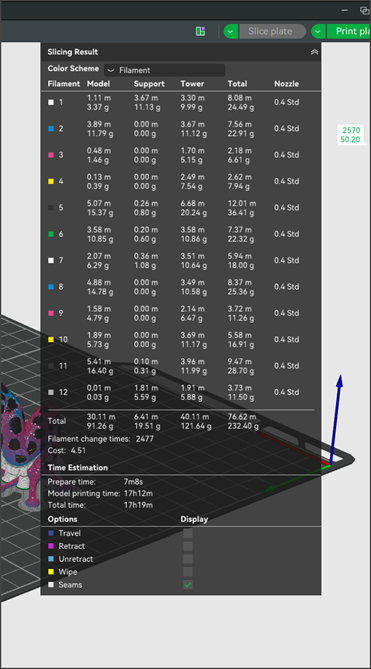 Slice plate
Print pla
Slicing Result
Color Scheme Filament
Filament Model Support Tower Total Nozzle
1 1.11 m 3.67 m 3.30 m 8.08 m 0.4 Std
3.37 g 11.13 g 9.99 g 24.49 g
2 3.89 m 0.00 m 3.67 m 7.56 m 0.4 Std
11.79 g 0.00 g 11.12 g 22.91 g
3 0.48 m 0.00 m 1.70 m 2.18 m 0.4 Std
1.46 g 0.00 g 5.15 g 6.61 g
4 0.13 m 0.00 m 2.49 m 2.62 m 0.4 Std
0.39 g 0.00 g 7.54 g 7.94 g
5 5.07 m 0.26 m 6.68 m 12.01 m 0.4 Std
15.37 g 0.80 g 20.24 g 36.41 g
6 3.58 m 0.20 m 3.58 m 7.37 m 0.4 Std
10.85 g 0.60 g 10.86 g 22.32 g
7 2.07 m 0.36 m 3.51 m 5.94 m 0.4 Std
6.29 g 1.08 g 10.64 g 18.00 g
8 4.88 m 0.00 m 3.49 m 8.37 m 0.4 Std
14.78 g 0.00 g 10.58 g 25.36 g
9 1.58 m 0.00 m 2.14 m 3.72 m 0.4 Std
4.79 g 0.00 g 6.47 g 11.26 g
10 1.89 m 0.00 m 3.69 m 5.58 m 0.4 Std
5.73 g 0.00 g 11.17 g 16.91 g
11 5.41 m 0.10 m 3.96 m 9.47 m 0.4 Std
16.40 g 0.31 g 11.99 g 28.70 g
12 0.01 m 1.81 m 1.91 m 3.73 m 0.4 Std
0.03 g 5.59 g 5.88 g 11.50 g
Total 30.11 m 6.41 m 40.11 m 76.62 m
91.26 g 19.51 g 121.64 g 232.40 g
Filament change times: 2477
Cost: 4.51
Time Estimation
Prepare time: 7m8s
Model printing time: 17h12m
Total time: 17h19m
Options Display
Travel
Retract
Unretract
Wipe
Seams
2570
50.20